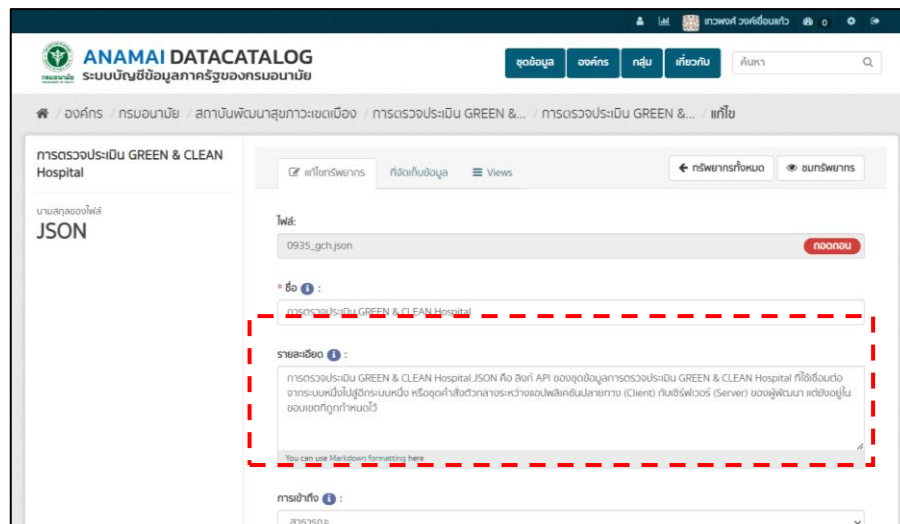 เทวพงศ์ วงค์เขื่อนแก้ว 0
ANAMAI DATACATALOG
ระบบบัญชีข้อมูลภาครัฐของกรมอนามัย
กรมอนามัย
ชุดข้อมูล องค์กร กลุ่ม เกี่ยวกับ ค้นหา
/ องค์กร / กรมอนามัย / สถาบันพัฒนาสุขภาวะเขตเมือง / การตรวจประเมิน GREEN &... / การตรวจประเมิน GREEN &... / แก้ไข
การตรวจประเมิน GREEN & CLEAN
Hospital
นามสกุลของไฟล์
JSON
แก้ไขทรัพยากร ที่จัดเก็บข้อมูล Views ทรัพยากรทั้งหมด ชมทรัพยากร
ไฟล์:
0935_gch.json ถอดถอน
* ชื่อ :
การตรวจประเมิน GREEN & CLEAN Hospital
รายละเอียด :
การตรวจประเมิน GREEN & CLEAN Hospital.JSON คือ ลิงก์ API ของชุดข้อมูลการตรวจประเมิน GREEN & CLEAN Hospital ที่ใช้เชื่อมต่อ
จากระบบหนึ่งไปสู่อีกระบบหนึ่ง หรือชุดคำสั่งตัวกลางระหว่างแอปพลิเคชันปลายทาง (Client) กับเซิร์ฟเวอร์ (Server) ของผู้พัฒนา แต่ยังอยู่ใน
ขอบเขตที่ถูกกำหนดไว้
You can use Markdown formatting here
การเข้าถึง :
สาธารณะ